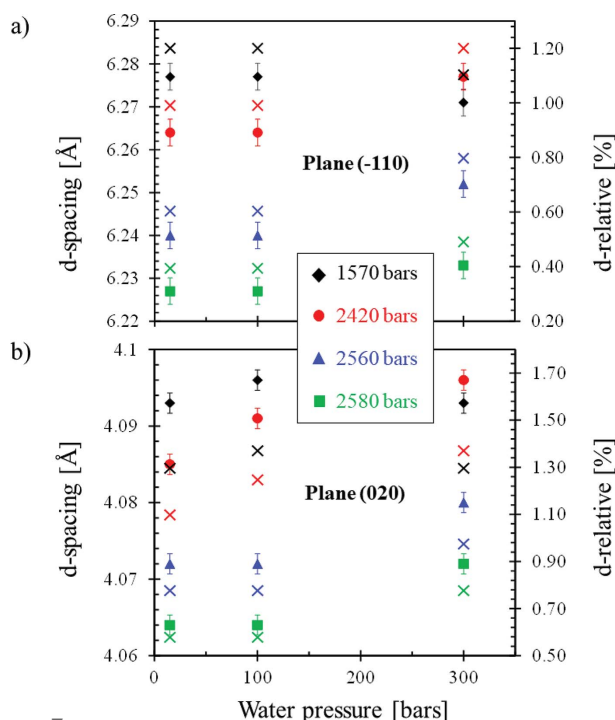 a)
6.29
6.28
6.27
6.26
6.25
6.24
6.23
6.22
d-spacing [Å]
1.20
1.00
0.80
0.60
0.40
0.20
d-relative [%]
Plane (-110)
1570 bars
2420 bars
2560 bars
2580 bars
b)
4.1
4.09
4.08
4.07
4.06
d-spacing [Å]
1.70
1.50
1.30
1.10
0.90
0.70
0.50
d-relative [%]
Plane (020)
0 100 200 300
Water pressure [bars]